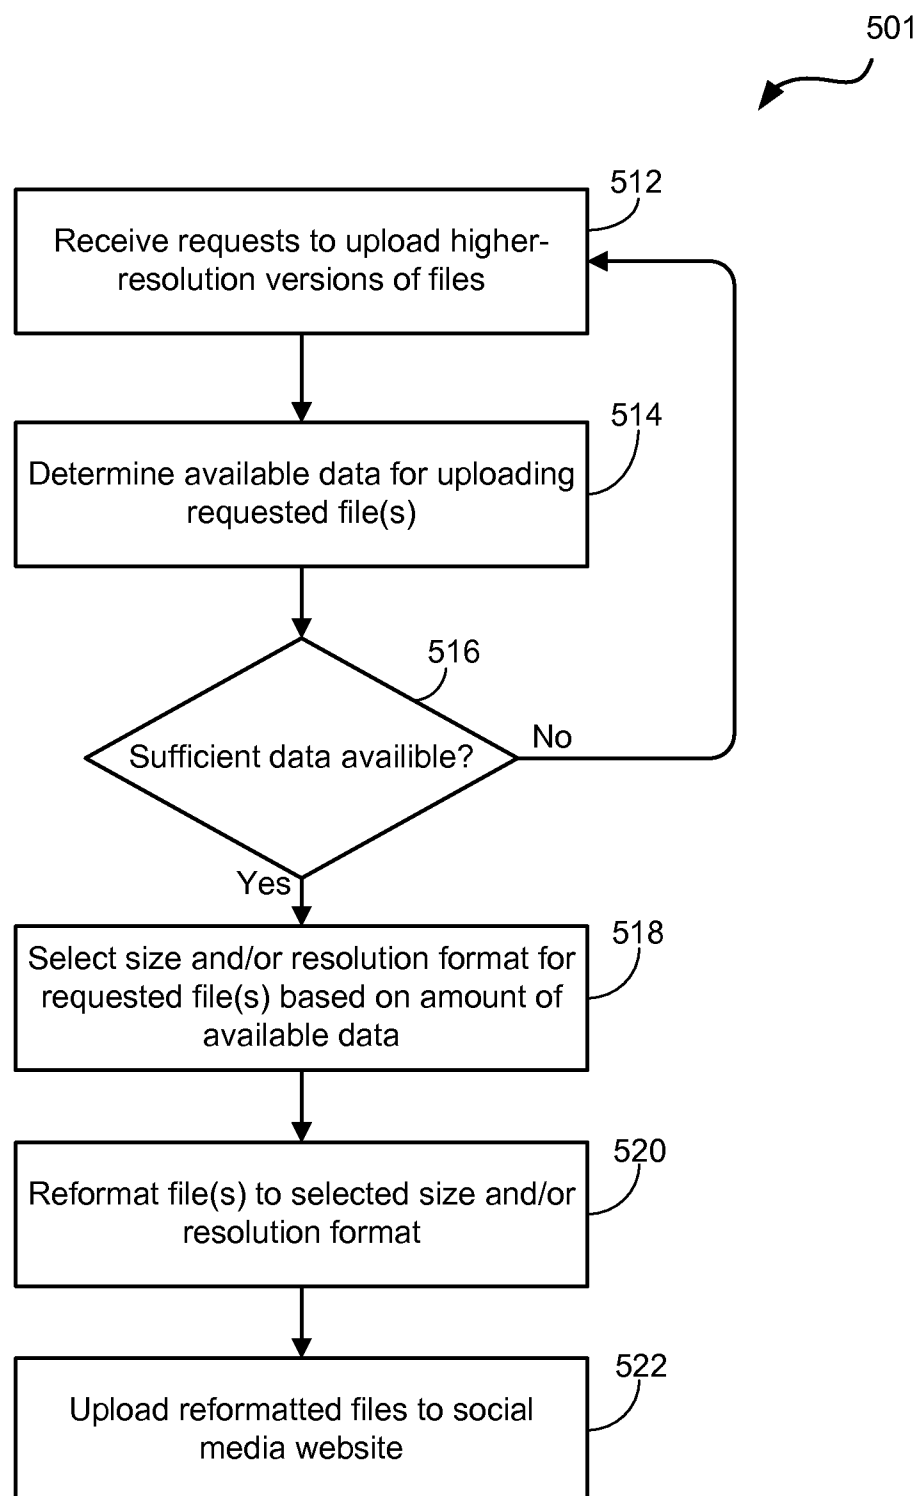 501
512
Receive requests to upload higher-
resolution versions of files
514
Determine available data for uploading
requested file(s)
516
Sufficient data availible?
No
Yes
518
Select size and/or resolution format for
requested file(s) based on amount of
available data
520
Reformat file(s) to selected size and/or
resolution format
522
Upload reformatted files to social
media website